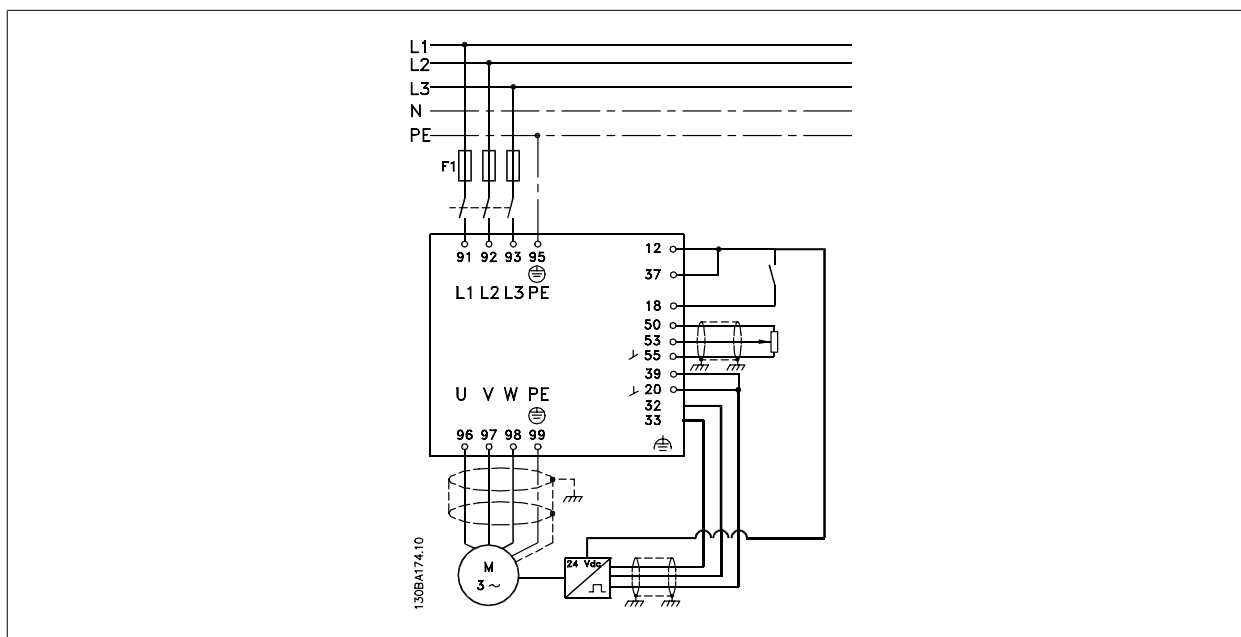 L1
L2
L3
N
PE
F1
91 92 93 95
L1 L2 L3 PE
12
37
18
50
53
55
39
20
32
33
U V W PE
96 97 98 99
M
3 ~
24 Vdc
130BA174.10